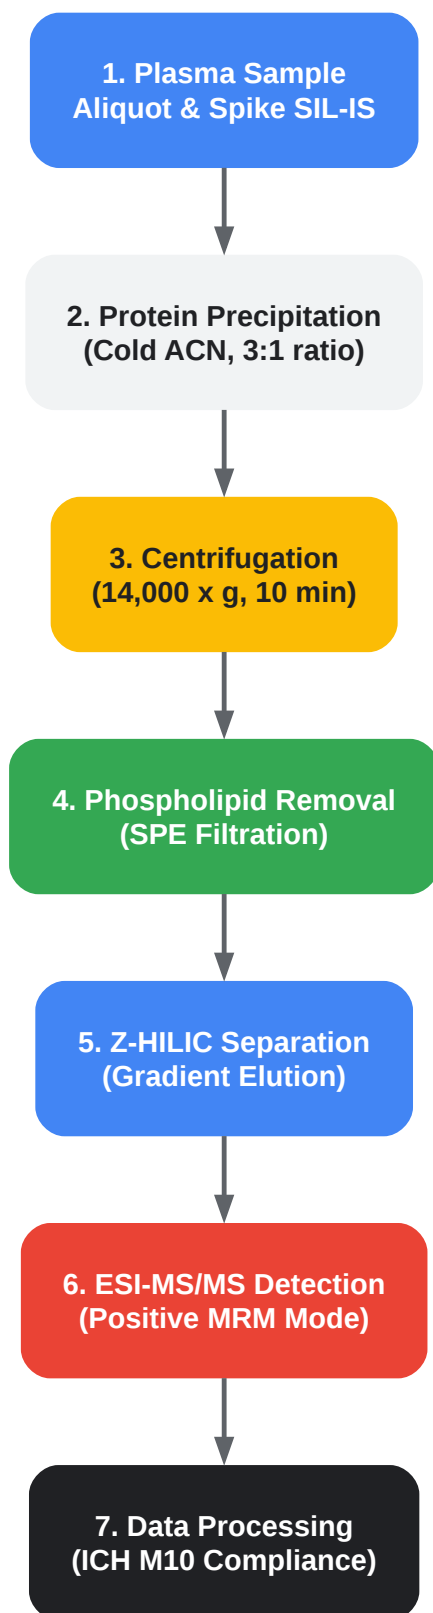 1. Plasma Sample
Aliquot & Spike SIL-IS
2. Protein Precipitation
(Cold ACN, 3:1 ratio)
3. Centrifugation
(14,000 x g, 10 min)
4. Phospholipid Removal
(SPE Filtration)
5. Z-HILIC Separation
(Gradient Elution)
6. ESI-MS/MS Detection
(Positive MRM Mode)
7. Data Processing
(ICH M10 Compliance)